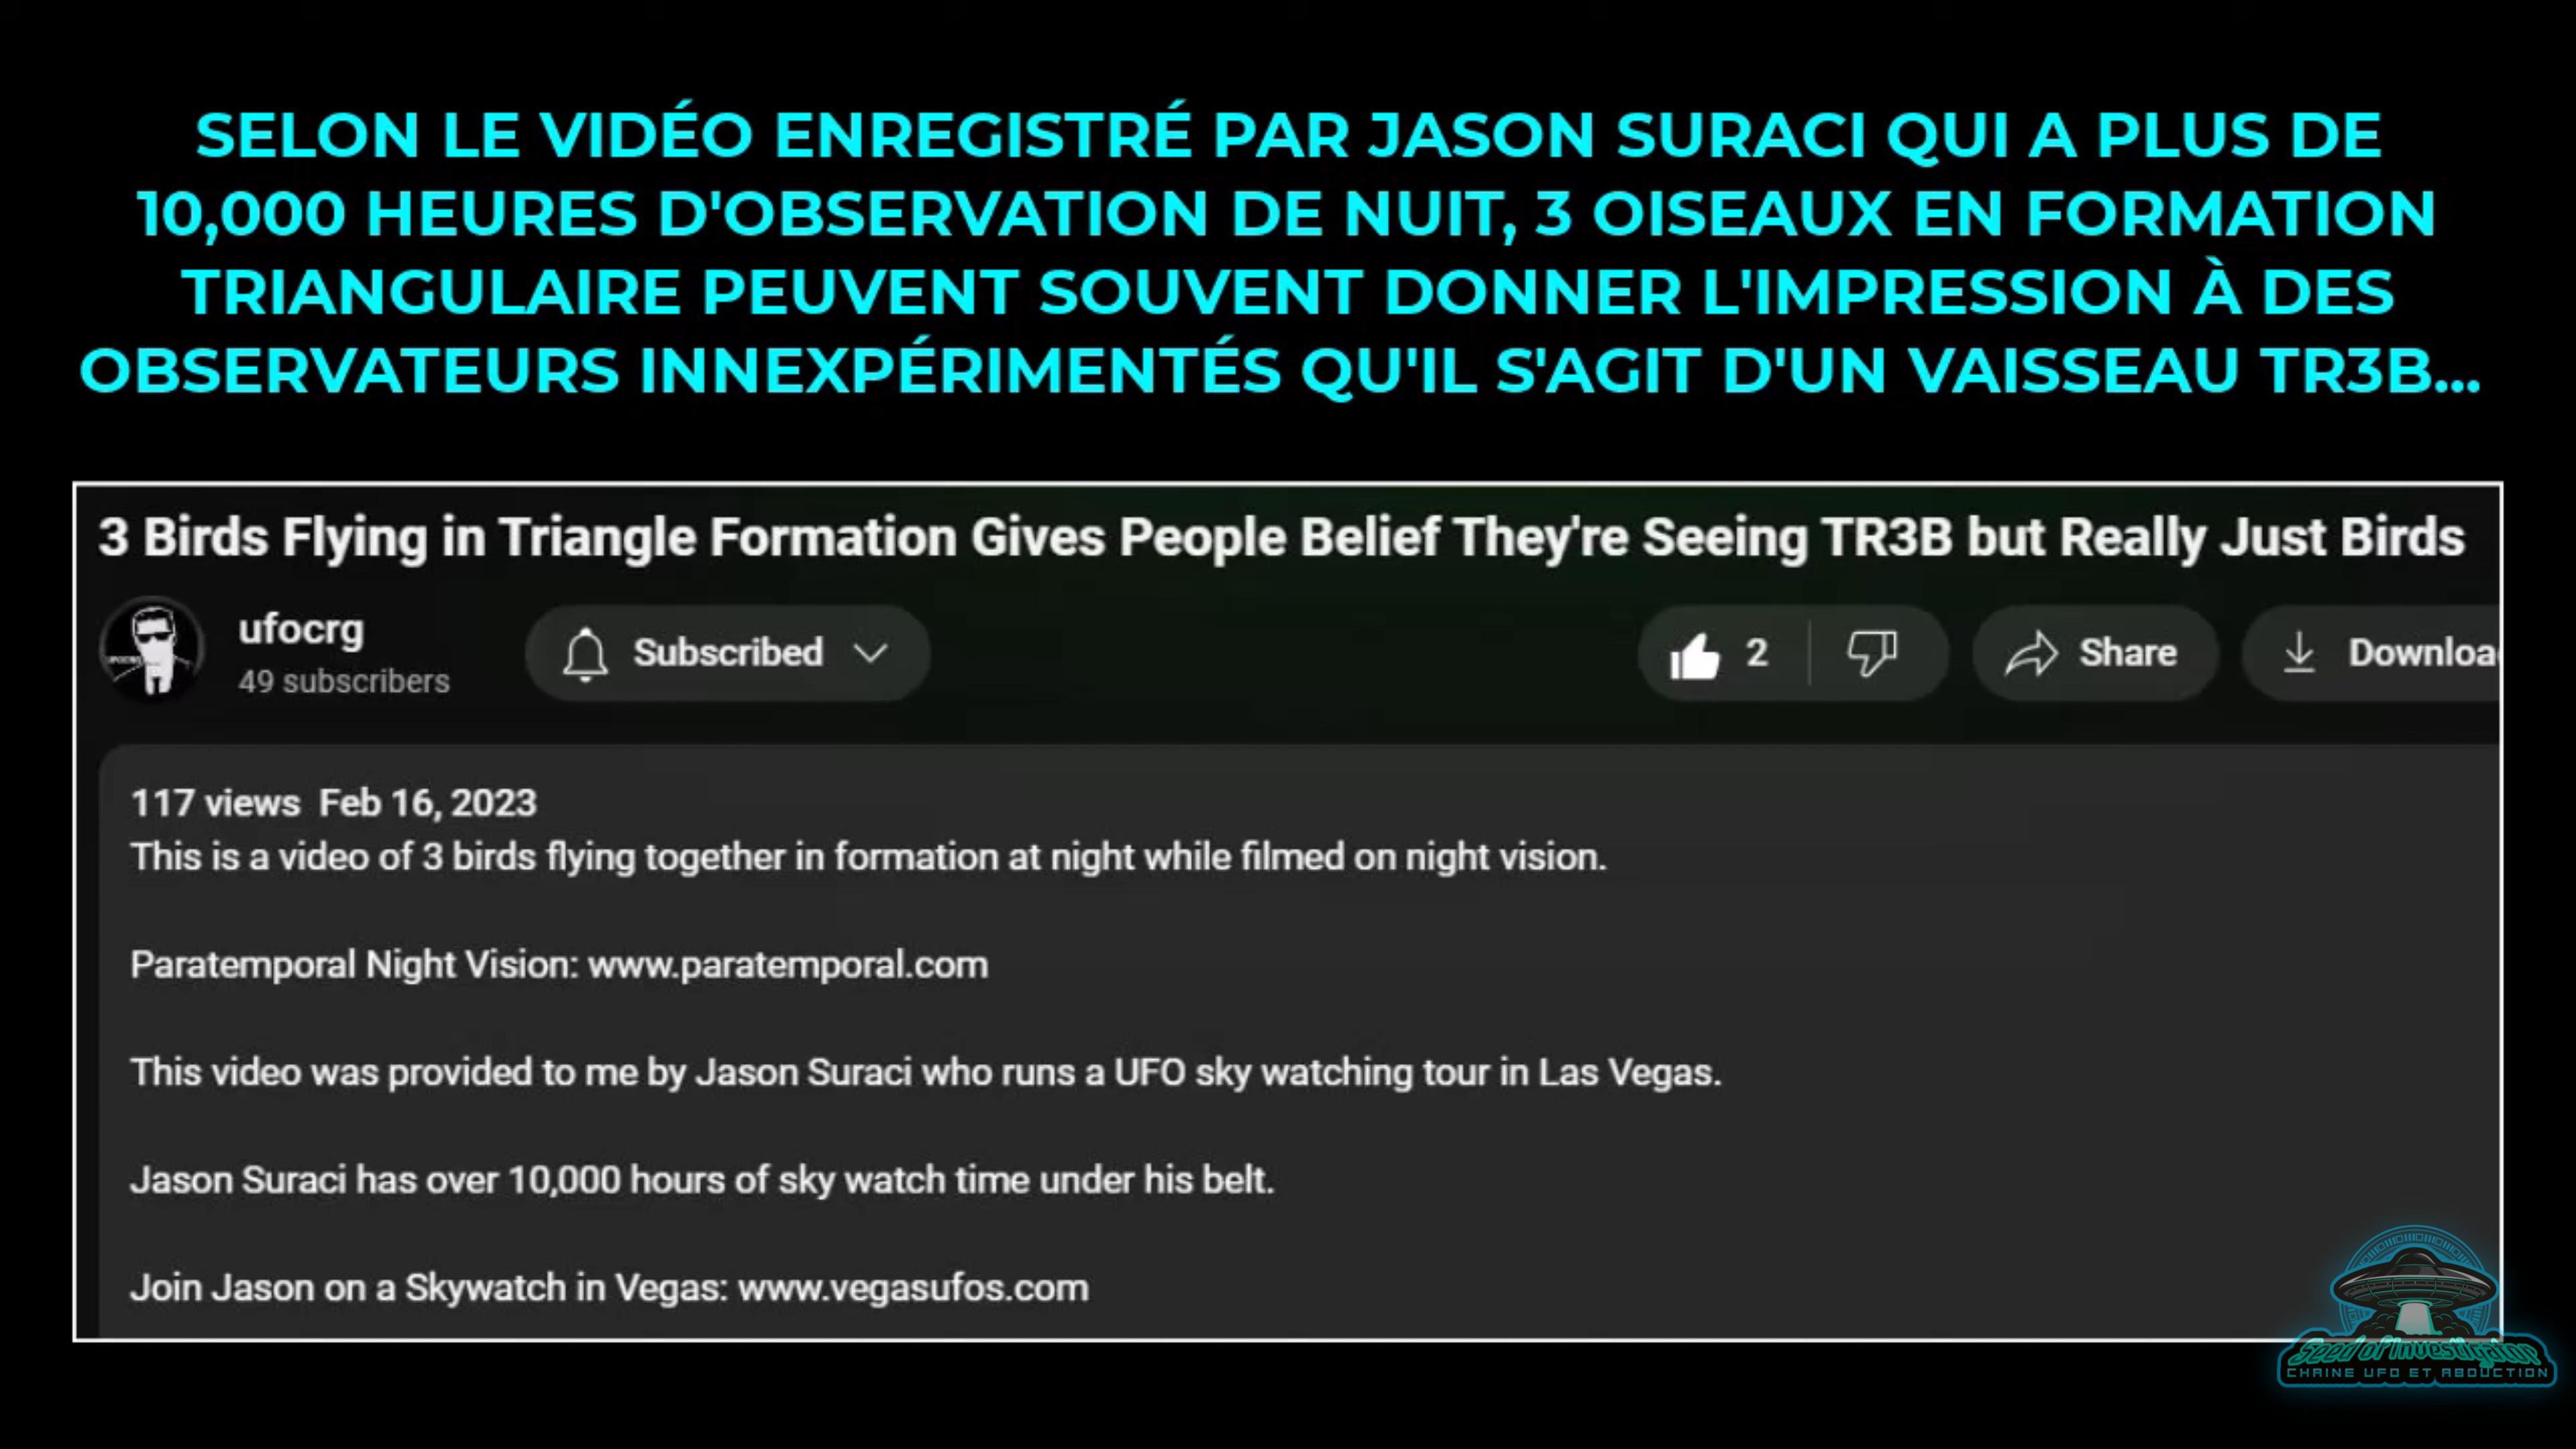 SELON LE VIDÉO ENREGISTRÉ PAR JASON SURACI QUI A PLUS DE
10,000 HEURES D'OBSERVATION DE NUIT, 3 OISEAUX EN FORMATION
TRIANGULAIRE PEUVENT SOUVENT DONNER L'IMPRESSION À DES
OBSERVATEURS INNEXPÉRIMENTÉS QU'IL S'AGIT D'UN VAISSEAU TR3B...
3 Birds Flying in Triangle Formation Gives People Belief They're Seeing TR3B but Really Just Birds
ufocrg
49 subscribers
Subscribed
2
Share
Downloa
117 views Feb 16, 2023
This is a video of 3 birds flying together in formation at night while filmed on night vision.
Paratemporal Night Vision: www.paratemporal.com
This video was provided to me by Jason Suraci who runs a UFO sky watching tour in Las Vegas.
Jason Suraci has over 10,000 hours of sky watch time under his belt.
Join Jason on a Skywatch in Vegas: www.vegasufos.com
Seed of Investigator
CHAINE UFO ET ABDUCTION